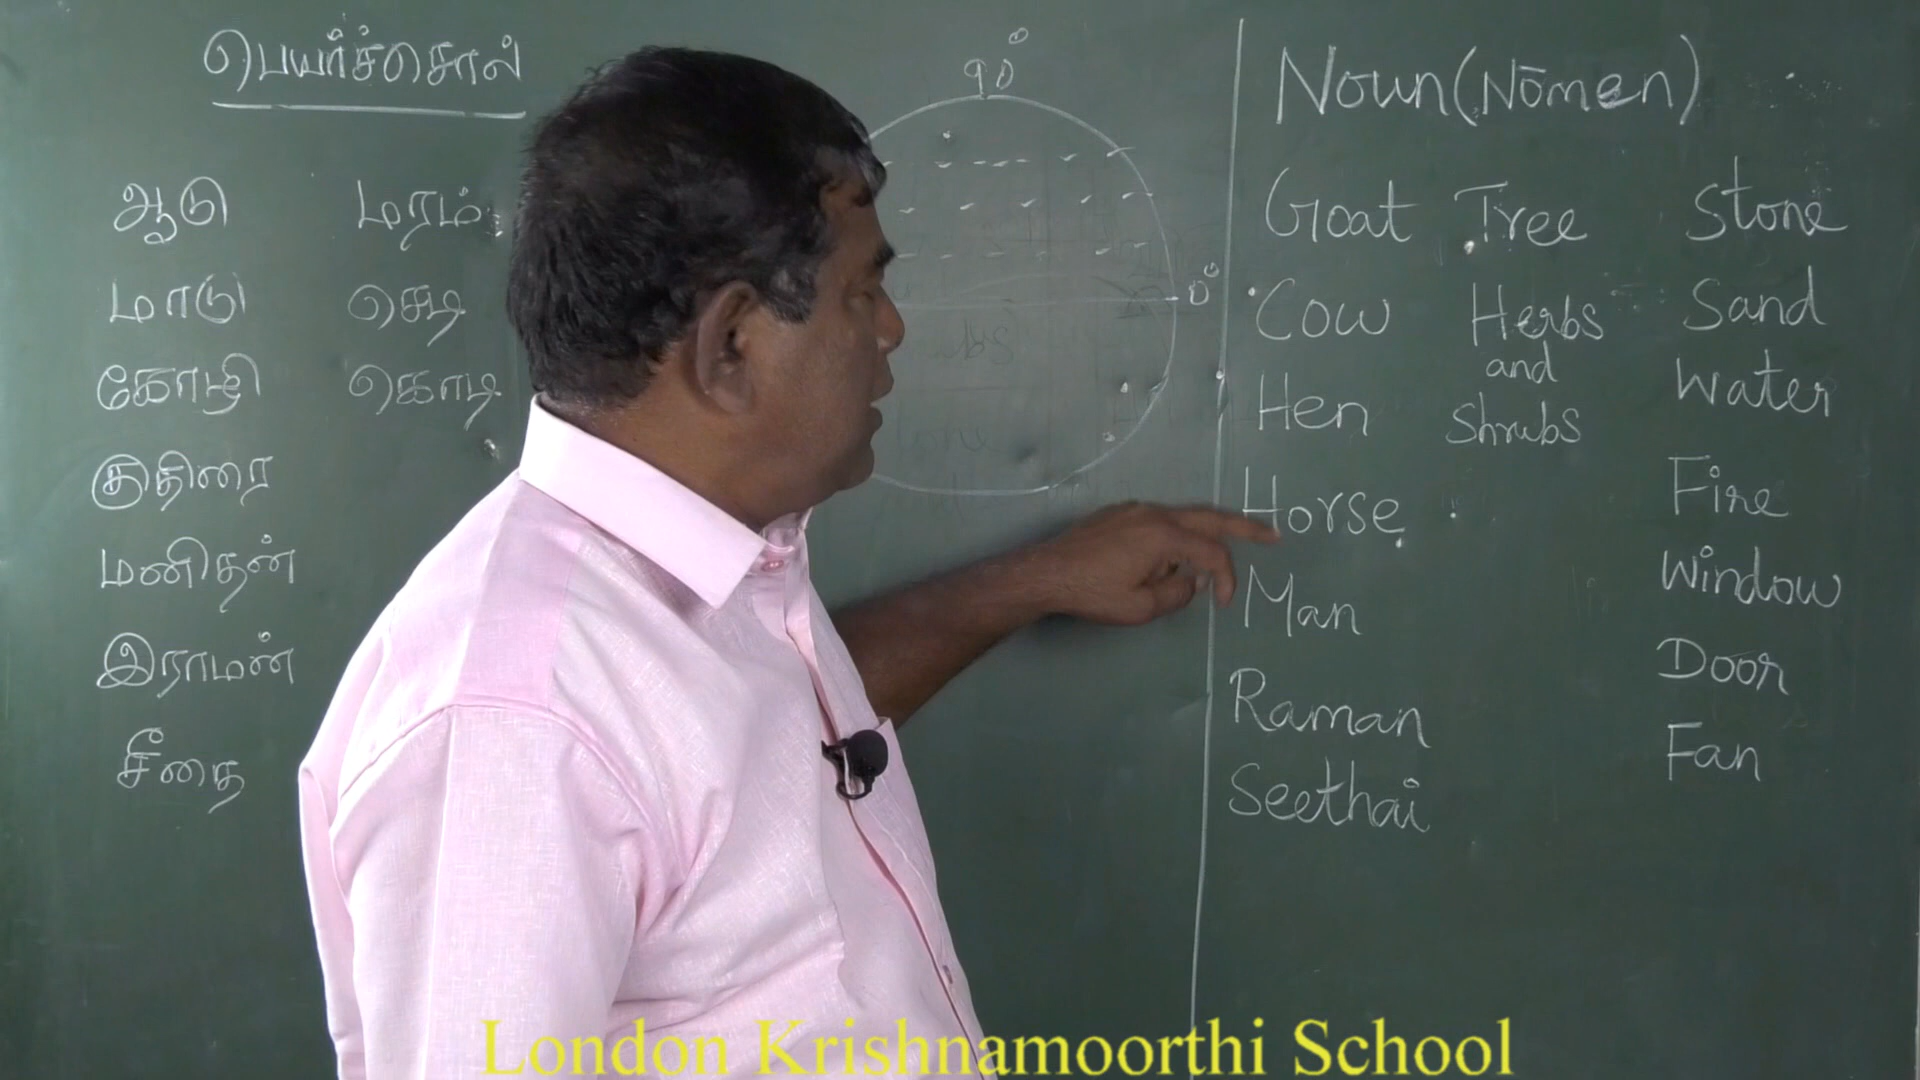 பெயர்ச்சொல்
ஆடு மரம்
மாடு செடி
கோழி கொடி
குதிரை
மனிதன்
இராமன்
சீதை
90°
0°
Noun (Nōmen)
Goat Tree Stone
Cow Herbs Sand
and
Hen Shrubs Water
Horse Fire
Man Window
Raman Door
Seethai Fan
London Krishnamoorthi School